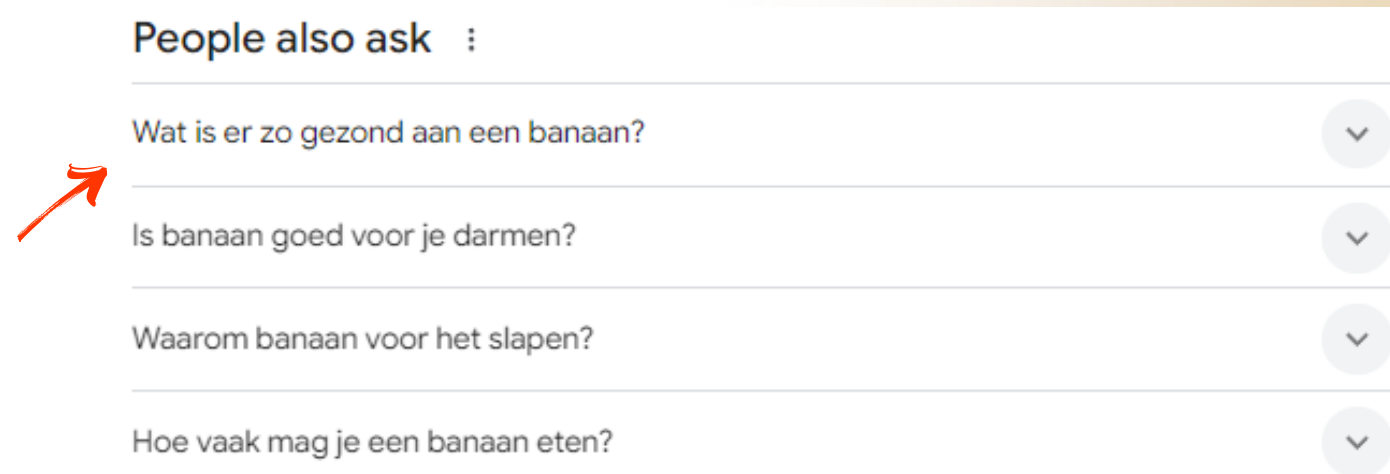 People also ask
Wat is er zo gezond aan een banaan?
Is banaan goed voor je darmen?
Waarom banaan voor het slapen?
Hoe vaak mag je een banaan eten?